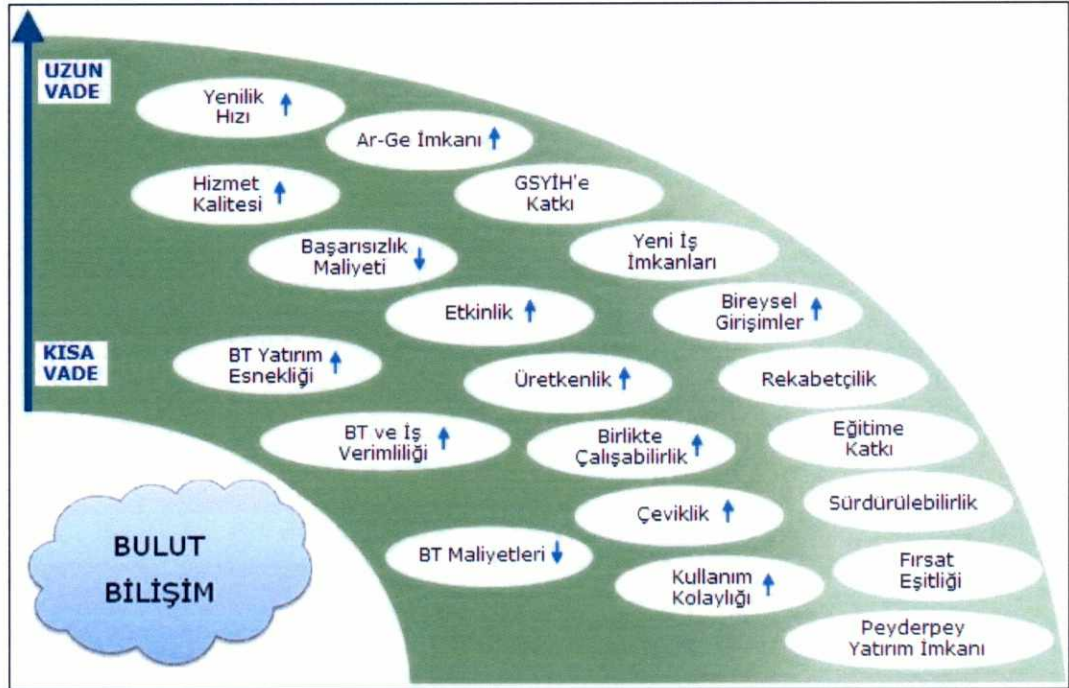 UZUN
VADE
Yenilik
Hızı
Ar-Ge İmkanı
Hizmet
Kalitesi
GSYİH'e
Katkı
Başarısızlık
Maliyeti
Yeni İş
İmkanları
Etkinlik
Bireysel
Girişimler
KISA
VADE
BT Yatırım
Esnekliği
Üretkenlik
Rekabetçilik
BT ve İş
Verimliliği
Birlikte
Çalışabilirlik
Eğitime
Katkı
Çeviklik
Sürdürülebilirlik
BT Maliyetleri
Kullanım
Kolaylığı
Fırsat
Eşitliği
Peyderpey
Yatırım İmkanı
BULUT
BİLİŞİM